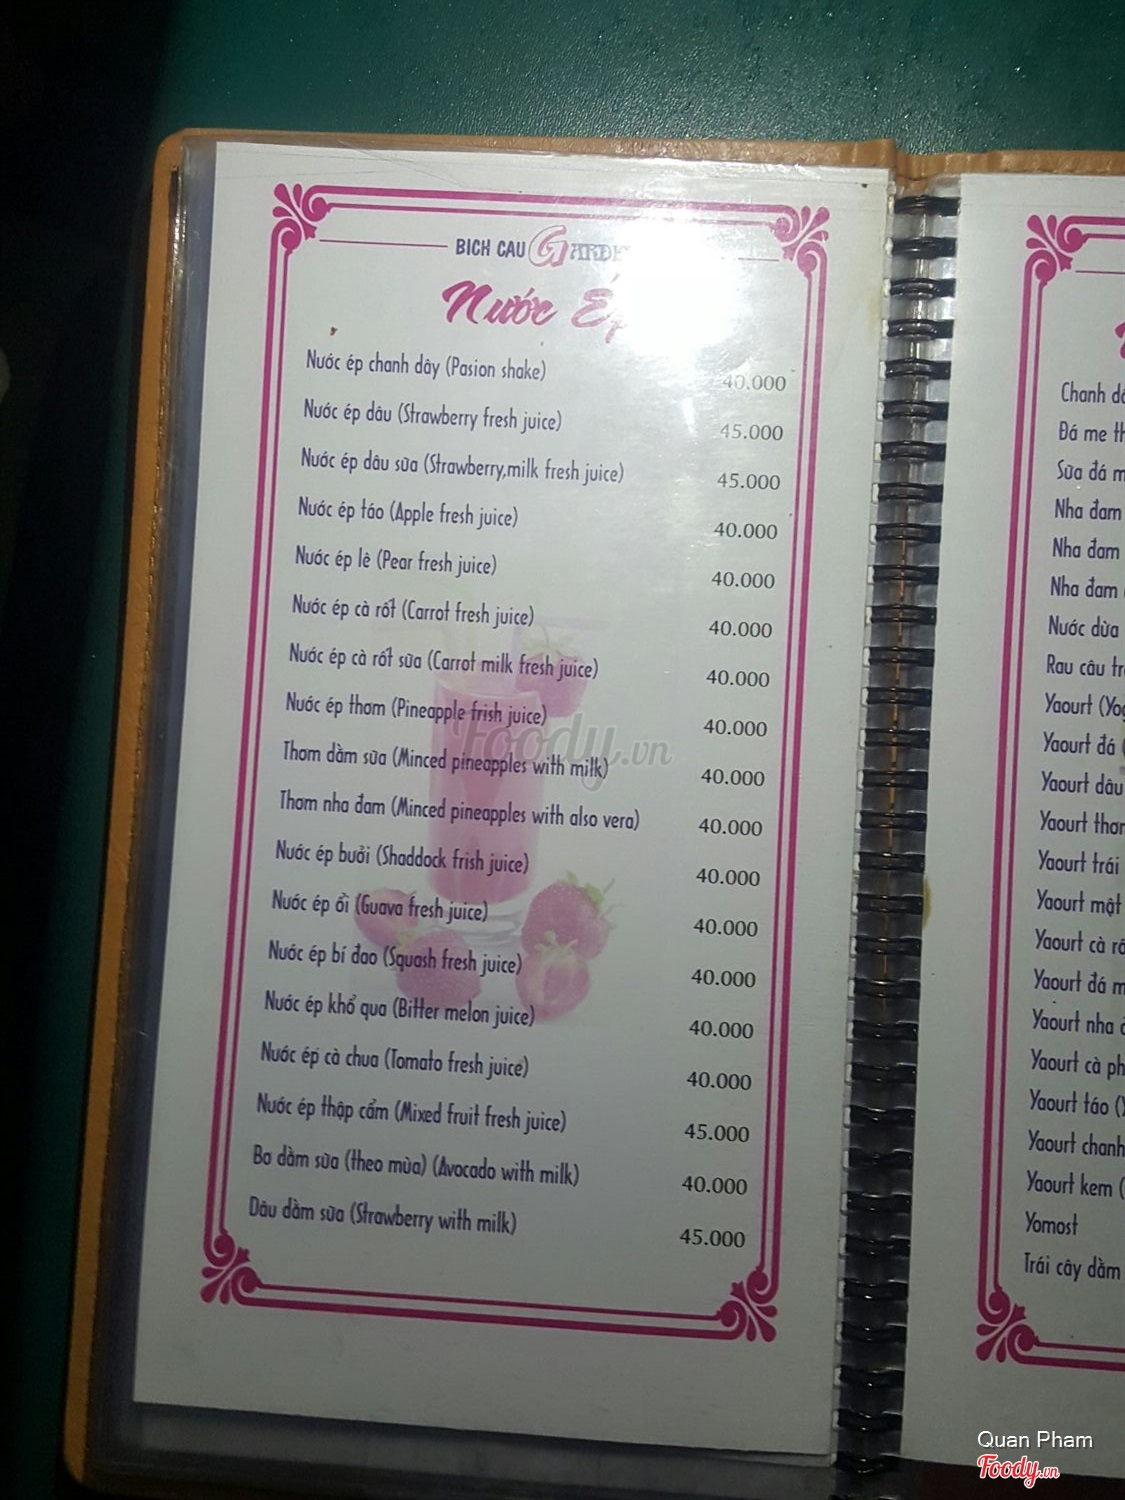 BICH CAU
Nước
Nước ép chanh dây (Pasion shake) 40.000
Nước ép dâu (Strawberry fresh juice) 45.000
Nước ép dâu sữa (Strawberry,milk fresh juice) 45.000
Nước ép táo (Apple fresh juice) 40.000
Nước ép lê (Pear fresh juice) 40.000
Nước ép cà rốt (Carrot fresh juice) 40.000
Nước ép cà rốt sữa (Carrot milk fresh juice) 40.000
Nước ép thơm (Pineapple frish juice) 40.000
Thơm dằm sữa (Minced pineapples with milk) 40.000
Thơm nha đam (Minced pineapples with also vera) 40.000
Nước ép bưởi (Shaddock frish juice) 40.000
Nước ép ổi (Guava fresh juice) 40.000
Nước ép bí đao (Squash fresh juice) 40.000
Nước ép khổ qua (Bitter melon juice) 40.000
Nước ép cà chua (Tomato fresh juice) 40.000
Nước ép thập cẩm (Mixed fruit fresh juice) 45.000
Bơ dằm sữa (theo mùa) (Avocado with milk) 40.000
Dâu dằm sữa (Strawberry with milk) 45.000
Foody.vn
Chanh
Đá me
Sữa đá
Nha đam
Nha đam
Nha đam
Nước dừa
Rau câu
Yaourt
Yaourt đá
Yaourt dâu
Yaourt
Yaourt trái
Yaourt mật
Yaourt cà
Yaourt đá
Yaourt nha
Yaourt cà
Yaourt táo
Yaourt chanh
Yaourt kem
Yomost
Trái cây dằm
Quan Pham
Foody.vn